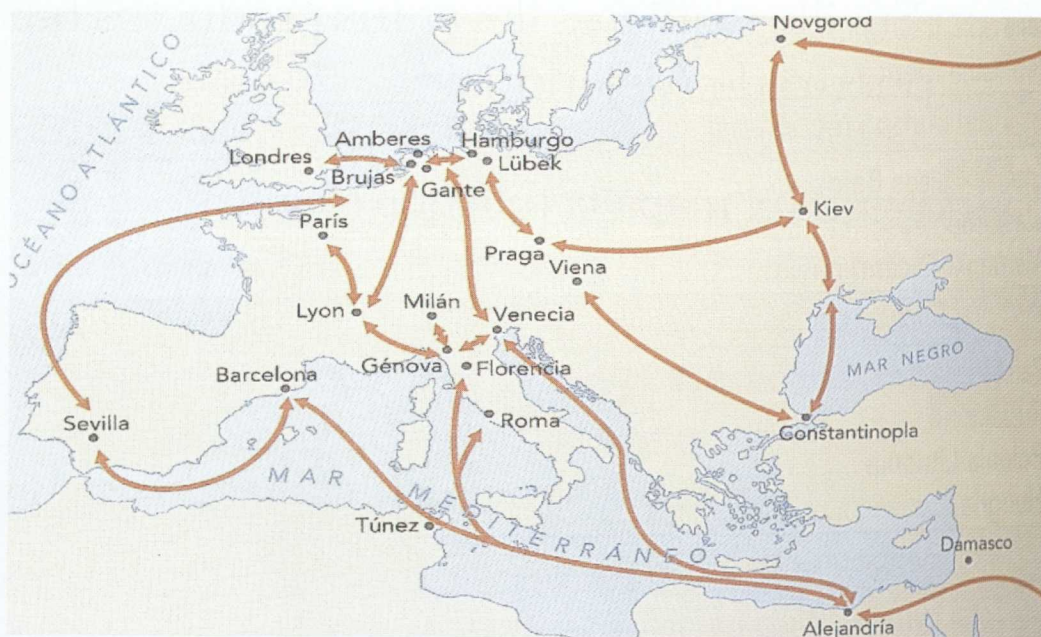 Novgorod
OCÉANO ATLÁNTICO
Amberes
Hamburgo
Londres
Lübek
Brujas
Gante
París
Kiev
Praga
Viena
Milán
Lyon
Venecia
MAR NEGRO
Génova
Florencia
Barcelona
Sevilla
Roma
Constantinopla
MAR MEDITERRÁNEO
Túnez
Damasco
Alejandría